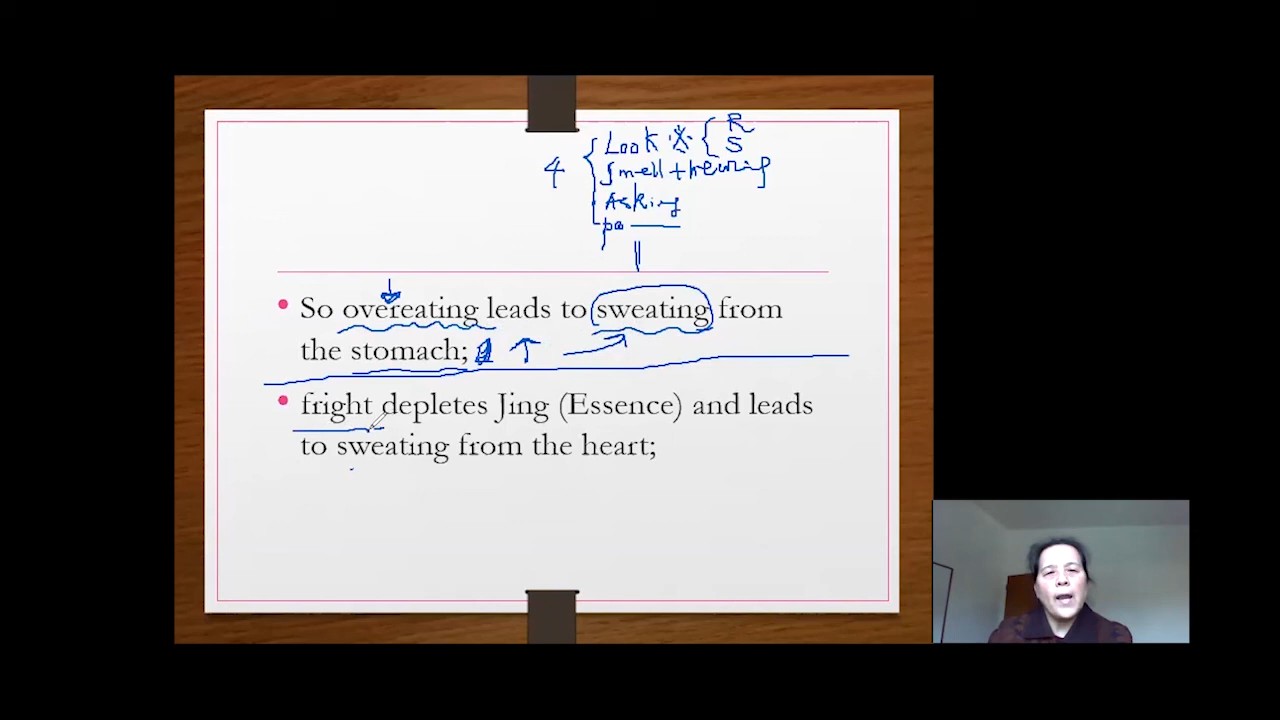 Look R
4 S
Smell + hearing
Asking
pa
• So overeating leads to sweating from
the stomach;
• fright depletes Jing (Essence) and leads
to sweating from the heart;